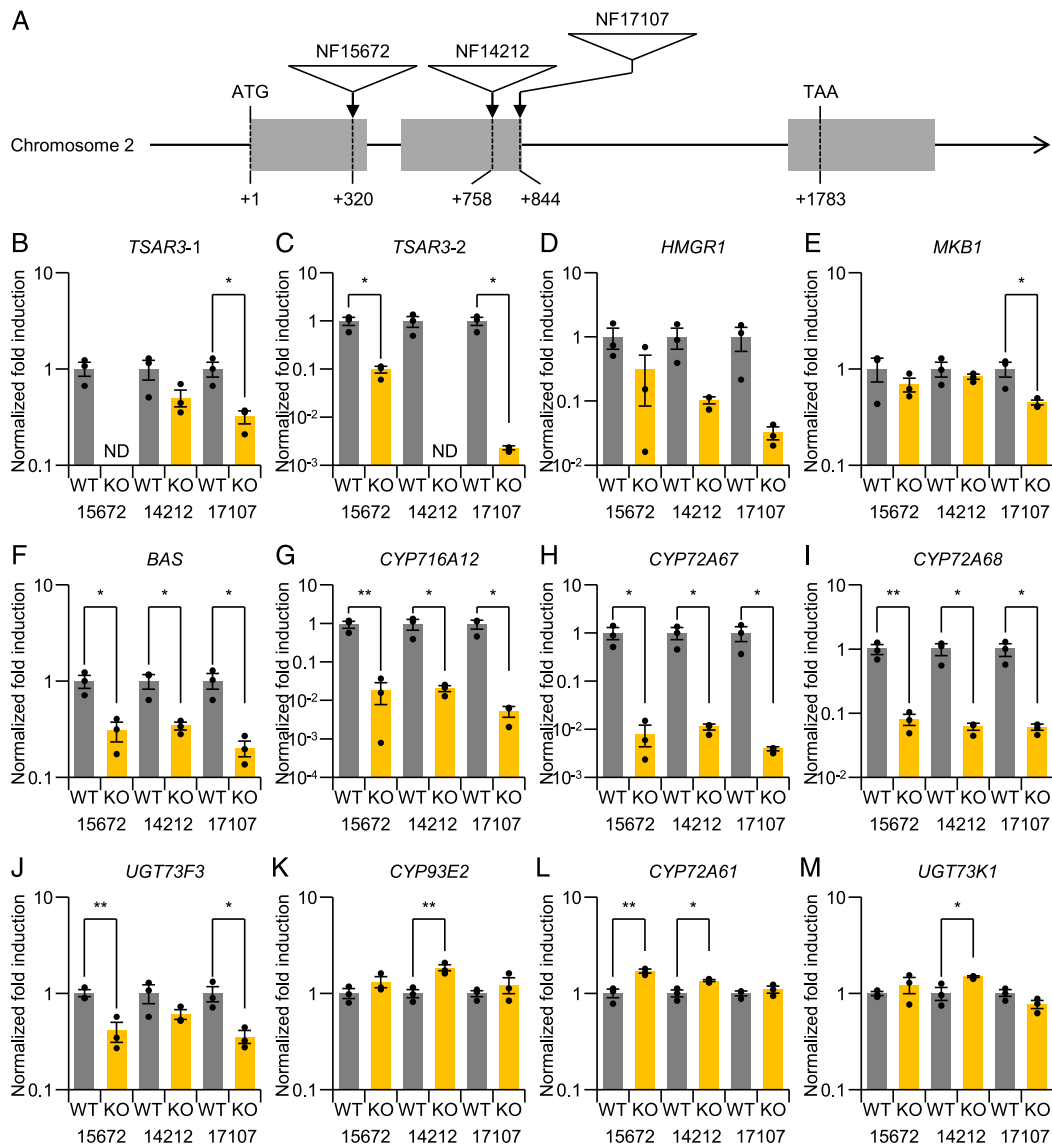 A
NF17107
NF15672
NF14212
ATG
TAA
Chromosome 2
+1
+320
+758
+844
+1783
B
TSAR3-1
Normalized fold induction
10
1
0.1
*
ND
WT KO WT KO WT KO
15672 14212 17107
C
TSAR3-2
Normalized fold induction
10
1
0.1
10-2
10-3
*
*
ND
WT KO WT KO WT KO
15672 14212 17107
D
HMGR1
Normalized fold induction
10
1
0.1
10-2
WT KO WT KO WT KO
15672 14212 17107
E
MKB1
Normalized fold induction
10
1
0.1
*
WT KO WT KO WT KO
15672 14212 17107
F
BAS
Normalized fold induction
10
1
0.1
*
*
*
WT KO WT KO WT KO
15672 14212 17107
G
CYP716A12
Normalized fold induction
10
1
0.1
10-2
10-3
10-4
**
*
*
WT KO WT KO WT KO
15672 14212 17107
H
CYP72A67
Normalized fold induction
10
1
0.1
10-2
10-3
*
*
*
WT KO WT KO WT KO
15672 14212 17107
I
CYP72A68
Normalized fold induction
10
1
0.1
10-2
**
*
*
WT KO WT KO WT KO
15672 14212 17107
J
UGT73F3
Normalized fold induction
10
1
0.1
**
*
WT KO WT KO WT KO
15672 14212 17107
K
CYP93E2
Normalized fold induction
10
1
0.1
**
WT KO WT KO WT KO
15672 14212 17107
L
CYP72A61
Normalized fold induction
10
1
0.1
**
*
WT KO WT KO WT KO
15672 14212 17107
M
UGT73K1
Normalized fold induction
10
1
0.1
*
WT KO WT KO WT KO
15672 14212 17107